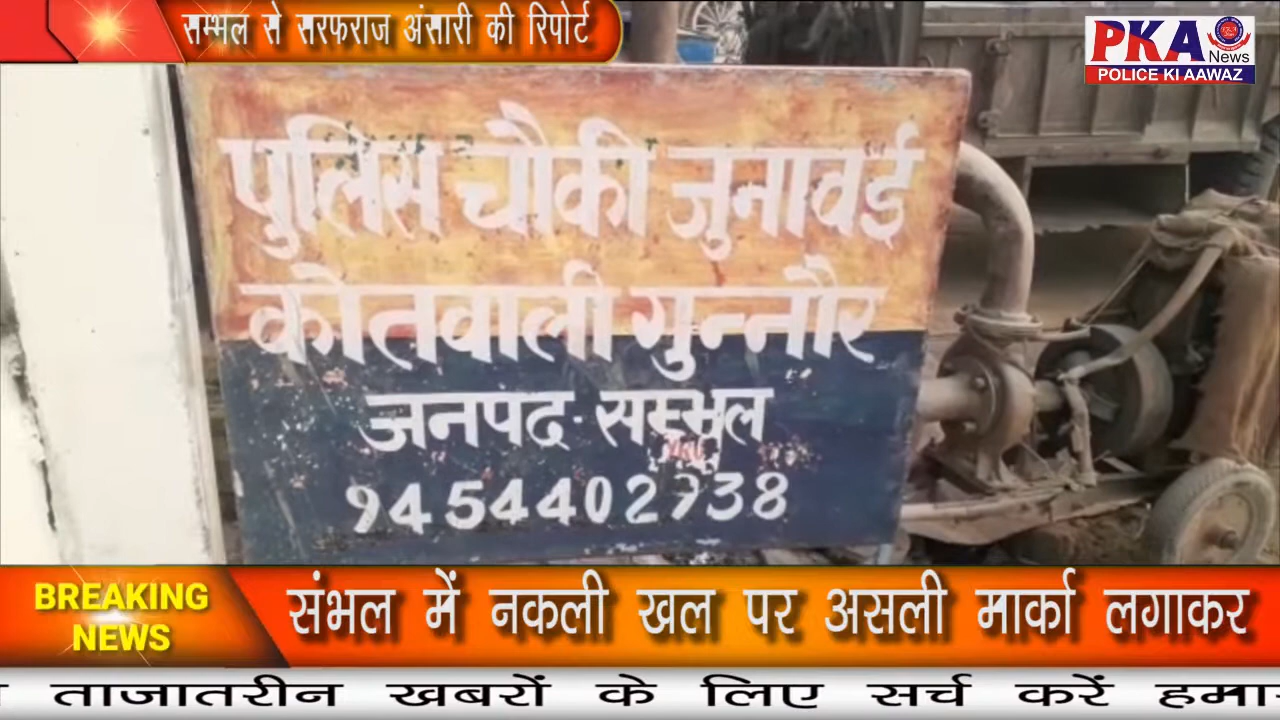 सम्भल से सरफराज अंसारी की रिपोर्ट
PKA News
POLICE KI AAWAZ
पुलिस चौकी जुनावई
कोतवाली गुन्नौर
जनपद-सम्भल
9454402938
BREAKING NEWS
संभल में नकली खल पर असली मार्का लगाकर
ताजातरीन खबरों के लिए सर्च करें